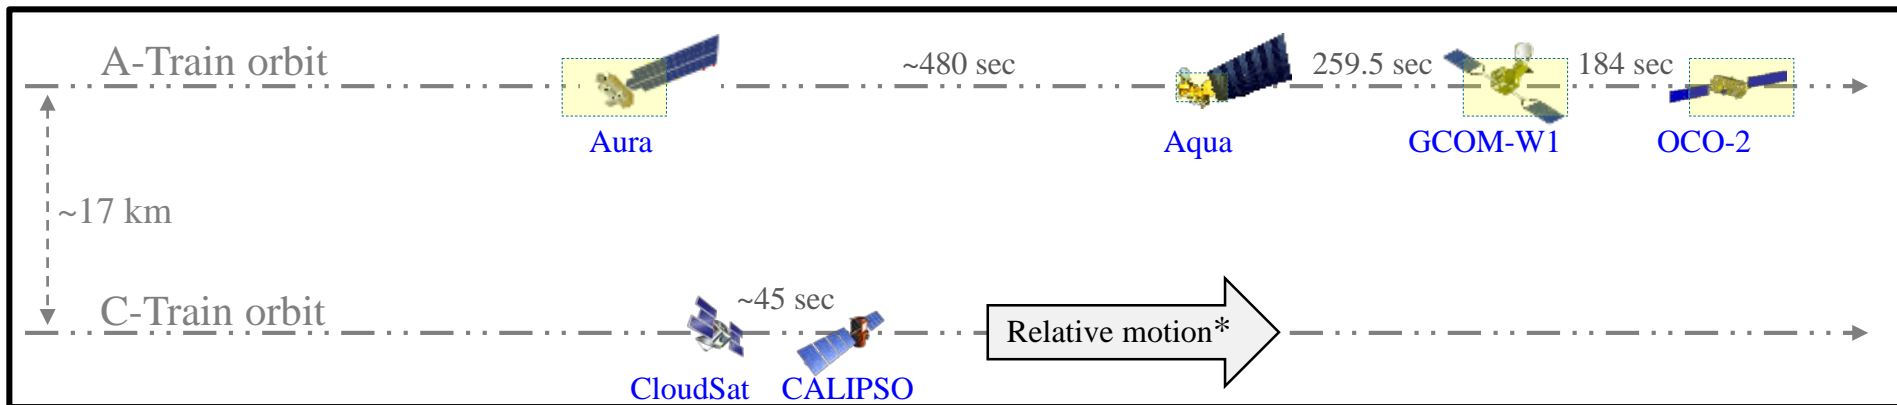 A-Train orbit
~480 sec
259.5 sec
184 sec
Aura
Aqua
GCOM-W1
OCO-2
~17 km
C-Train orbit
~45 sec
Relative motion*
CloudSat
CALIPSO